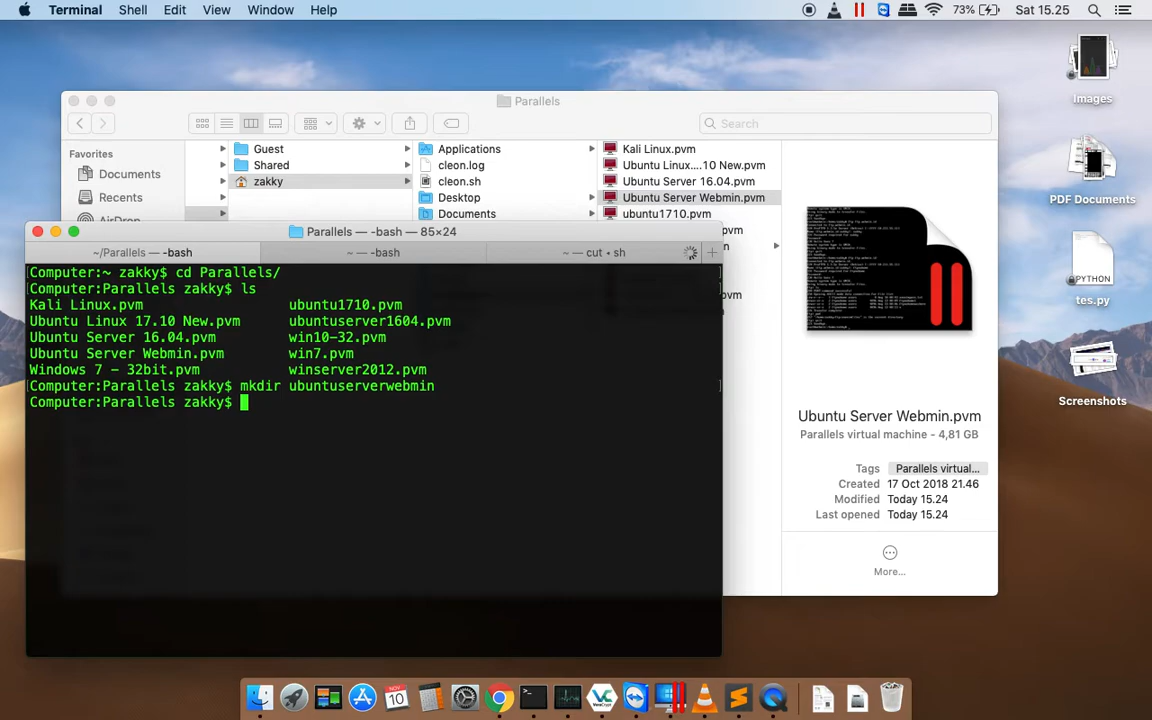 Terminal Shell Edit View Window Help 73% Sat 15.25
Parallels
Search
Favorites
Documents
Recents
AirDrop
Guest
Shared
zakky
Applications
cleon.log
cleon.sh
Desktop
Documents
Kali Linux.pvm
Ubuntu Linux....10 New.pvm
Ubuntu Server 16.04.pvm
Ubuntu Server Webmin.pvm
ubuntu1710.pvm
Ubuntu Server Webmin.pvm
Parallels virtual machine - 4,81 GB
Tags Parallels virtual...
Created 17 Oct 2018 21.46
Modified Today 15.24
Last opened Today 15.24
More...
Parallels — -bash — 85×24
~/Parallels — -bash
~ — -bash
~ — cut ◂ sh
[Computer:~ zakky$ cd Parallels/ ]
[Computer:Parallels zakky$ ls ]
Kali Linux.pvm ubuntu1710.pvm
Ubuntu Linux 17.10 New.pvm ubuntuserver1604.pvm
Ubuntu Server 16.04.pvm win10-32.pvm
Ubuntu Server Webmin.pvm win7.pvm
Windows 7 - 32bit.pvm winserver2012.pvm
[Computer:Parallels zakky$ mkdir ubuntuserverwebmin ]
Computer:Parallels zakky$
Images
PDF Documents
PYTHON
tes.py
Screenshots
NOV
10
VeraCrypt